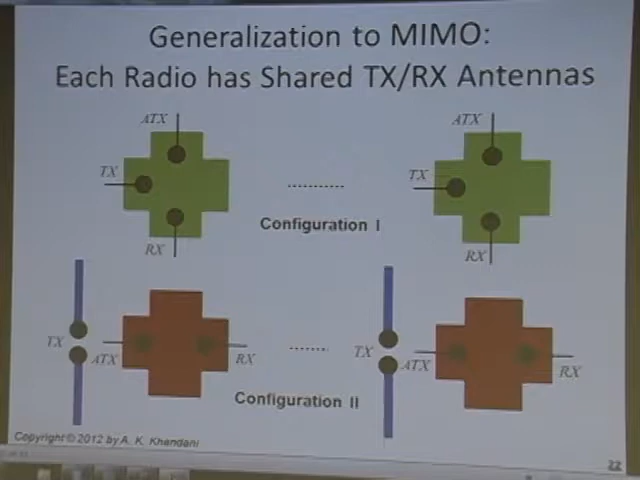 Generalization to MIMO:
Each Radio has Shared TX/RX Antennas
ATX
ATX
TX
TX
Configuration I
RX
RX
TX
ATX
RX
TX
ATX
RX
Configuration II
Copyright © 2012 by A. K. Khandani
22